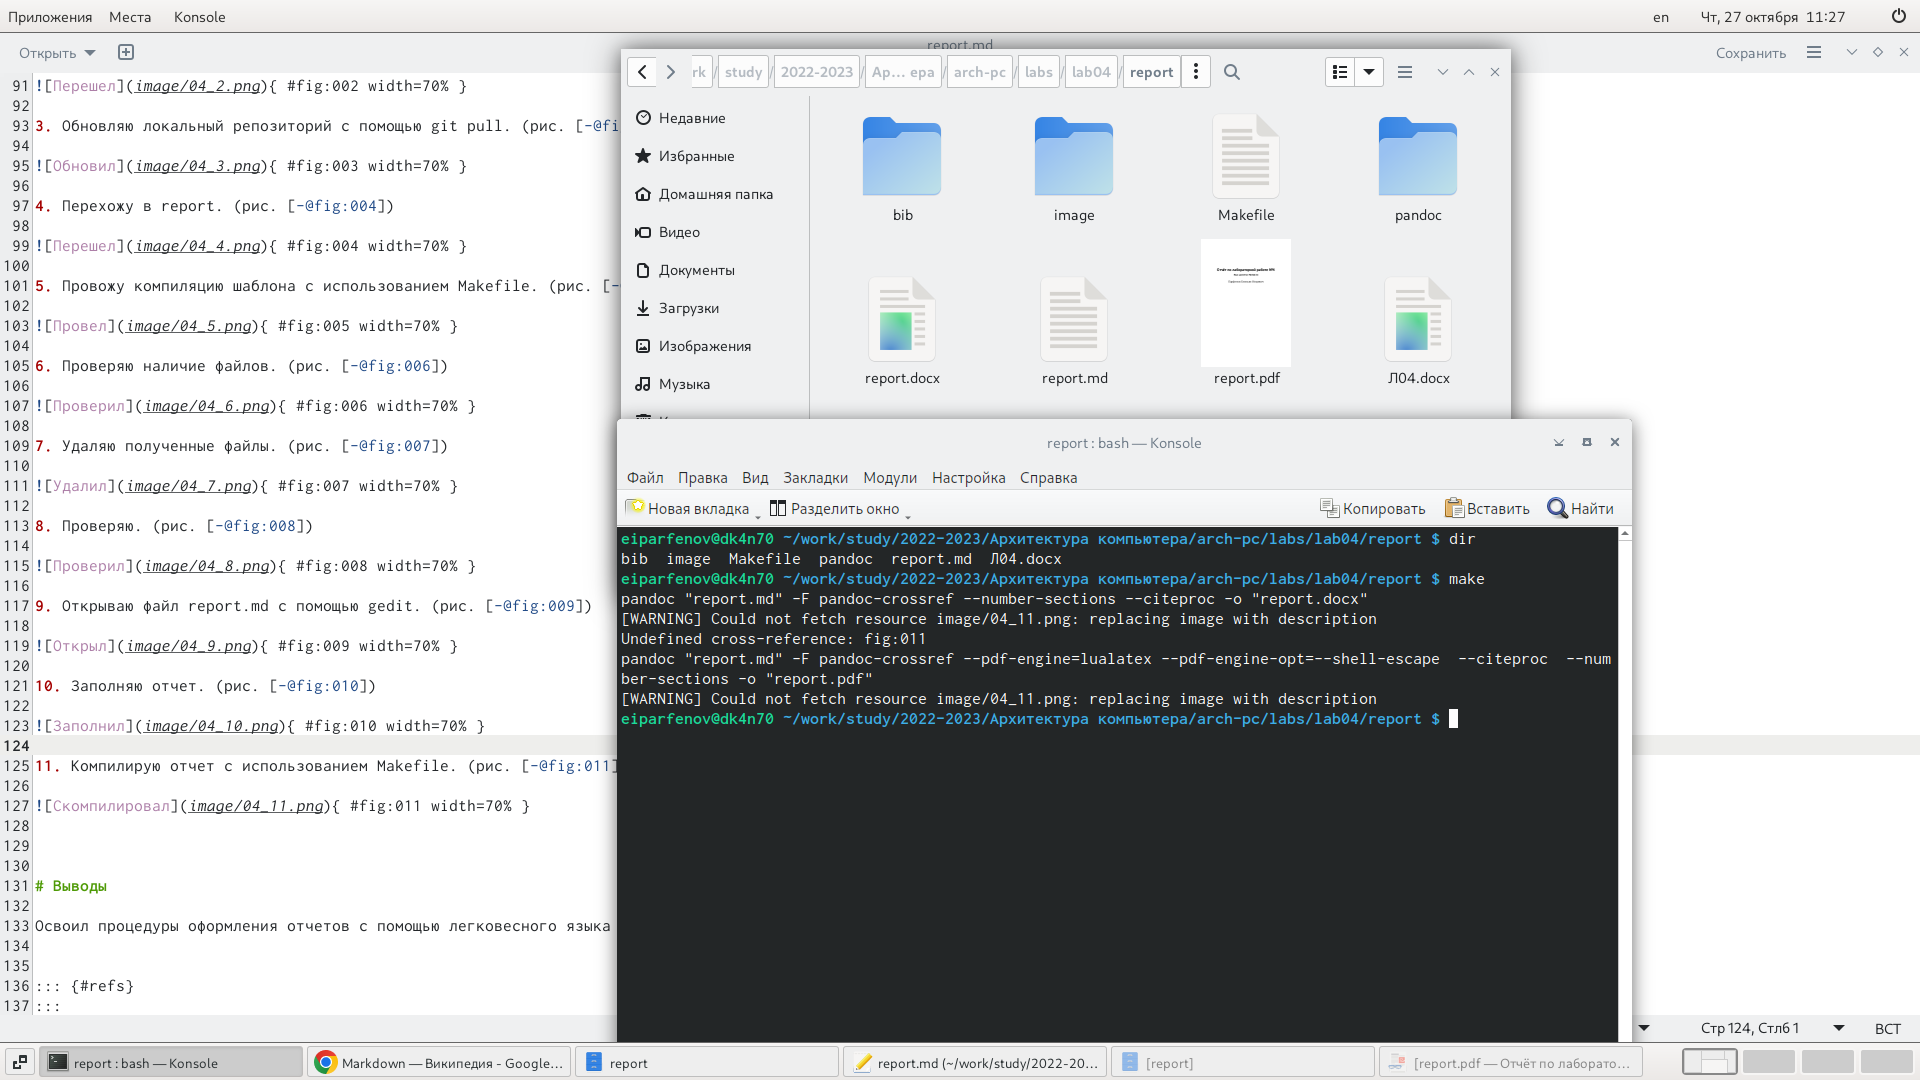 Приложения Места Konsole en Чт, 27 октября 11:27
Открыть report.md Сохранить
91 ![Перешел](image/04_2.png){ #fig:002 width=70% }
92
93 3. Обновляю локальный репозиторий с помощью git pull. (рис. [-@fi
94
95 ![Обновил](image/04_3.png){ #fig:003 width=70% }
96
97 4. Перехожу в report. (рис. [-@fig:004])
98
99 ![Перешел](image/04_4.png){ #fig:004 width=70% }
100
101 5. Провожу компиляцию шаблона с использованием Makefile. (рис. [-
102
103 ![Провел](image/04_5.png){ #fig:005 width=70% }
104
105 6. Проверяю наличие файлов. (рис. [-@fig:006])
106
107 ![Проверил](image/04_6.png){ #fig:006 width=70% }
108
109 7. Удаляю полученные файлы. (рис. [-@fig:007])
110
111 ![Удалил](image/04_7.png){ #fig:007 width=70% }
112
113 8. Проверяю. (рис. [-@fig:008])
114
115 ![Проверил](image/04_8.png){ #fig:008 width=70% }
116
117 9. Открываю файл report.md с помощью gedit. (рис. [-@fig:009])
118
119 ![Открыл](image/04_9.png){ #fig:009 width=70% }
120
121 10. Заполняю отчет. (рис. [-@fig:010])
122
123 ![Заполнил](image/04_10.png){ #fig:010 width=70% }
124
125 11. Компилирую отчет с использованием Makefile. (рис. [-@fig:011]
126
127 ![Скомпилировал](image/04_11.png){ #fig:011 width=70% }
128
129
130
131 # Выводы
132
133 Освоил процедуры оформления отчетов с помощью легковесного языка
134
135
136 ::: {#refs}
137 :::
rk / study / 2022-2023 / Ар... ера / arch-pc / labs / lab04 / report
Недавние
Избранные
Домашняя папка
Видео
Документы
Загрузки
Изображения
Музыка
bib image Makefile pandoc
report.docx report.md report.pdf Л04.docx
report : bash — Konsole
Файл Правка Вид Закладки Модули Настройка Справка
Новая вкладка Разделить окно Копировать Вставить Найти
eiparfenov@dk4n70 ~/work/study/2022-2023/Архитектура компьютера/arch-pc/labs/lab04/report $ dir
bib image Makefile pandoc report.md Л04.docx
eiparfenov@dk4n70 ~/work/study/2022-2023/Архитектура компьютера/arch-pc/labs/lab04/report $ make
pandoc "report.md" -F pandoc-crossref --number-sections --citeproc -o "report.docx"
[WARNING] Could not fetch resource image/04_11.png: replacing image with description
Undefined cross-reference: fig:011
pandoc "report.md" -F pandoc-crossref --pdf-engine=lualatex --pdf-engine-opt=--shell-escape --citeproc --num
ber-sections -o "report.pdf"
[WARNING] Could not fetch resource image/04_11.png: replacing image with description
eiparfenov@dk4n70 ~/work/study/2022-2023/Архитектура компьютера/arch-pc/labs/lab04/report $
Стр 124, Стлб 1 ВСТ
report : bash — Konsole Markdown — Википедия - Google... report report.md (~/work/study/2022-20... [report] [report.pdf — Отчёт по лаборато...